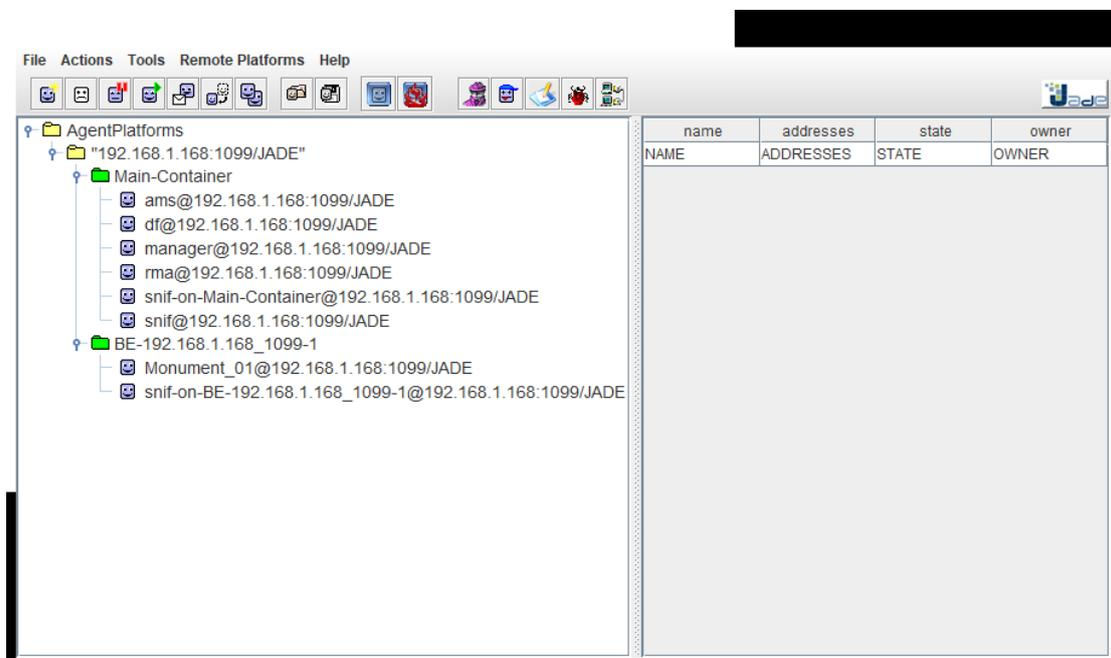 File Actions Tools Remote Platforms Help
Jade
AgentPlatforms
"192.168.1.168:1099/JADE"
Main-Container
ams@192.168.1.168:1099/JADE
df@192.168.1.168:1099/JADE
manager@192.168.1.168:1099/JADE
rma@192.168.1.168:1099/JADE
snif-on-Main-Container@192.168.1.168:1099/JADE
snif@192.168.1.168:1099/JADE
BE-192.168.1.168_1099-1
Monument_01@192.168.1.168:1099/JADE
snif-on-BE-192.168.1.168_1099-1@192.168.1.168:1099/JADE
name addresses state owner
NAME ADDRESSES STATE OWNER